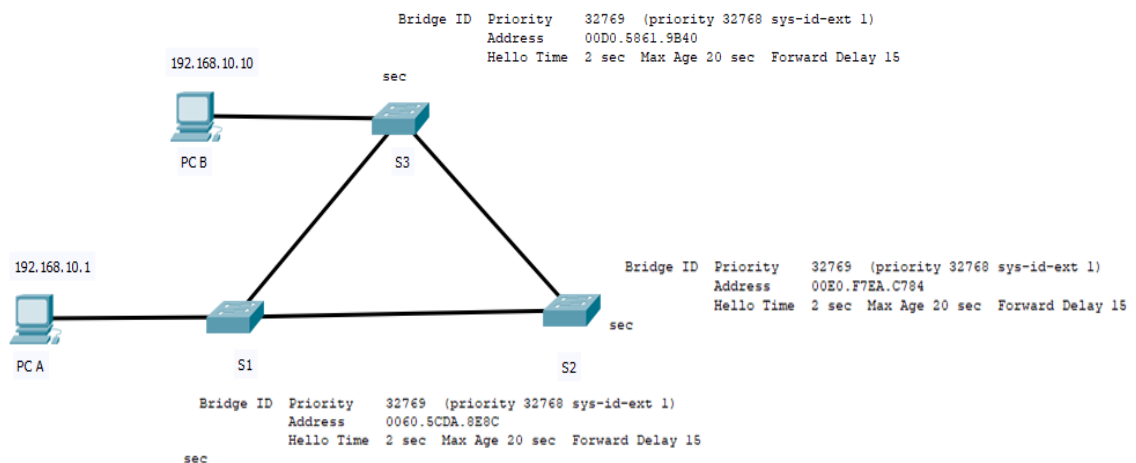 Bridge ID  Priority    32769  (priority 32768 sys-id-ext 1)
Address     00D0.5861.9B40
Hello Time  2 sec  Max Age 20 sec  Forward Delay 15
sec
192.168.10.10
PC B
S3
192.168.10.1
PC A
S1
S2
Bridge ID  Priority    32769  (priority 32768 sys-id-ext 1)
Address     00E0.F7EA.C784
Hello Time  2 sec  Max Age 20 sec  Forward Delay 15
sec
Bridge ID  Priority    32769  (priority 32768 sys-id-ext 1)
Address     0060.5CDA.8E8C
Hello Time  2 sec  Max Age 20 sec  Forward Delay 15
sec